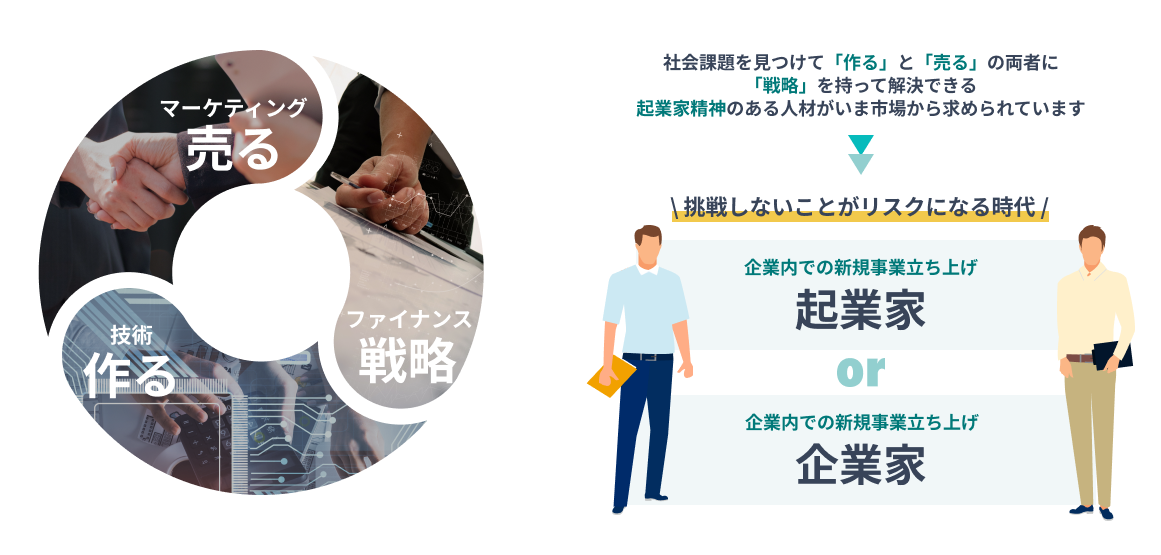 マーケティング
売る
ファイナンス
戦略
技術
作る
社会課題を見つけて「作る」と「売る」の両者に
「戦略」を持って解決できる
起業家精神のある人材がいま市場から求められています
\ 挑戦しないことがリスクになる時代 /
企業内での新規事業立ち上げ
起業家
or
企業内での新規事業立ち上げ
企業家